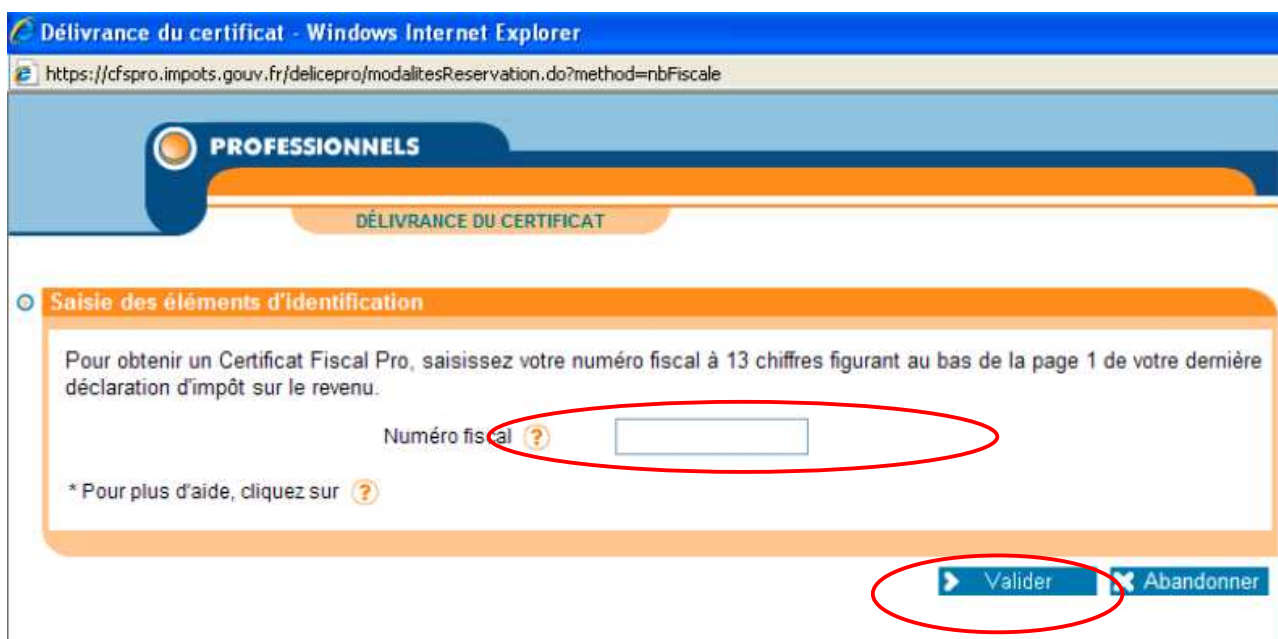 Délivrance du certificat - Windows Internet Explorer
https://cfspro.impots.gouv.fr/delicepro/modalitesReservation.do?method=nbFiscale
PROFESSIONNELS
DÉLIVRANCE DU CERTIFICAT
Saisie des éléments d'identification
Pour obtenir un Certificat Fiscal Pro, saisissez votre numéro fiscal à 13 chiffres figurant au bas de la page 1 de votre dernière
déclaration d'impôt sur le revenu.
Numéro fiscal ?
* Pour plus d'aide, cliquez sur ?
Valider Abandonner